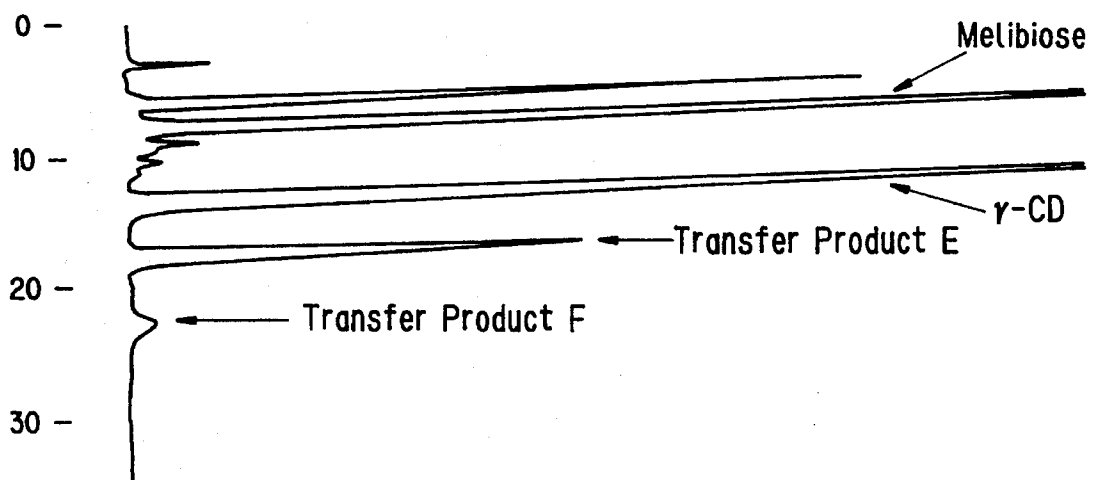 0 –
Melibiose
10 –
γ-CD
Transfer Product E
20 –
Transfer Product F
30 –